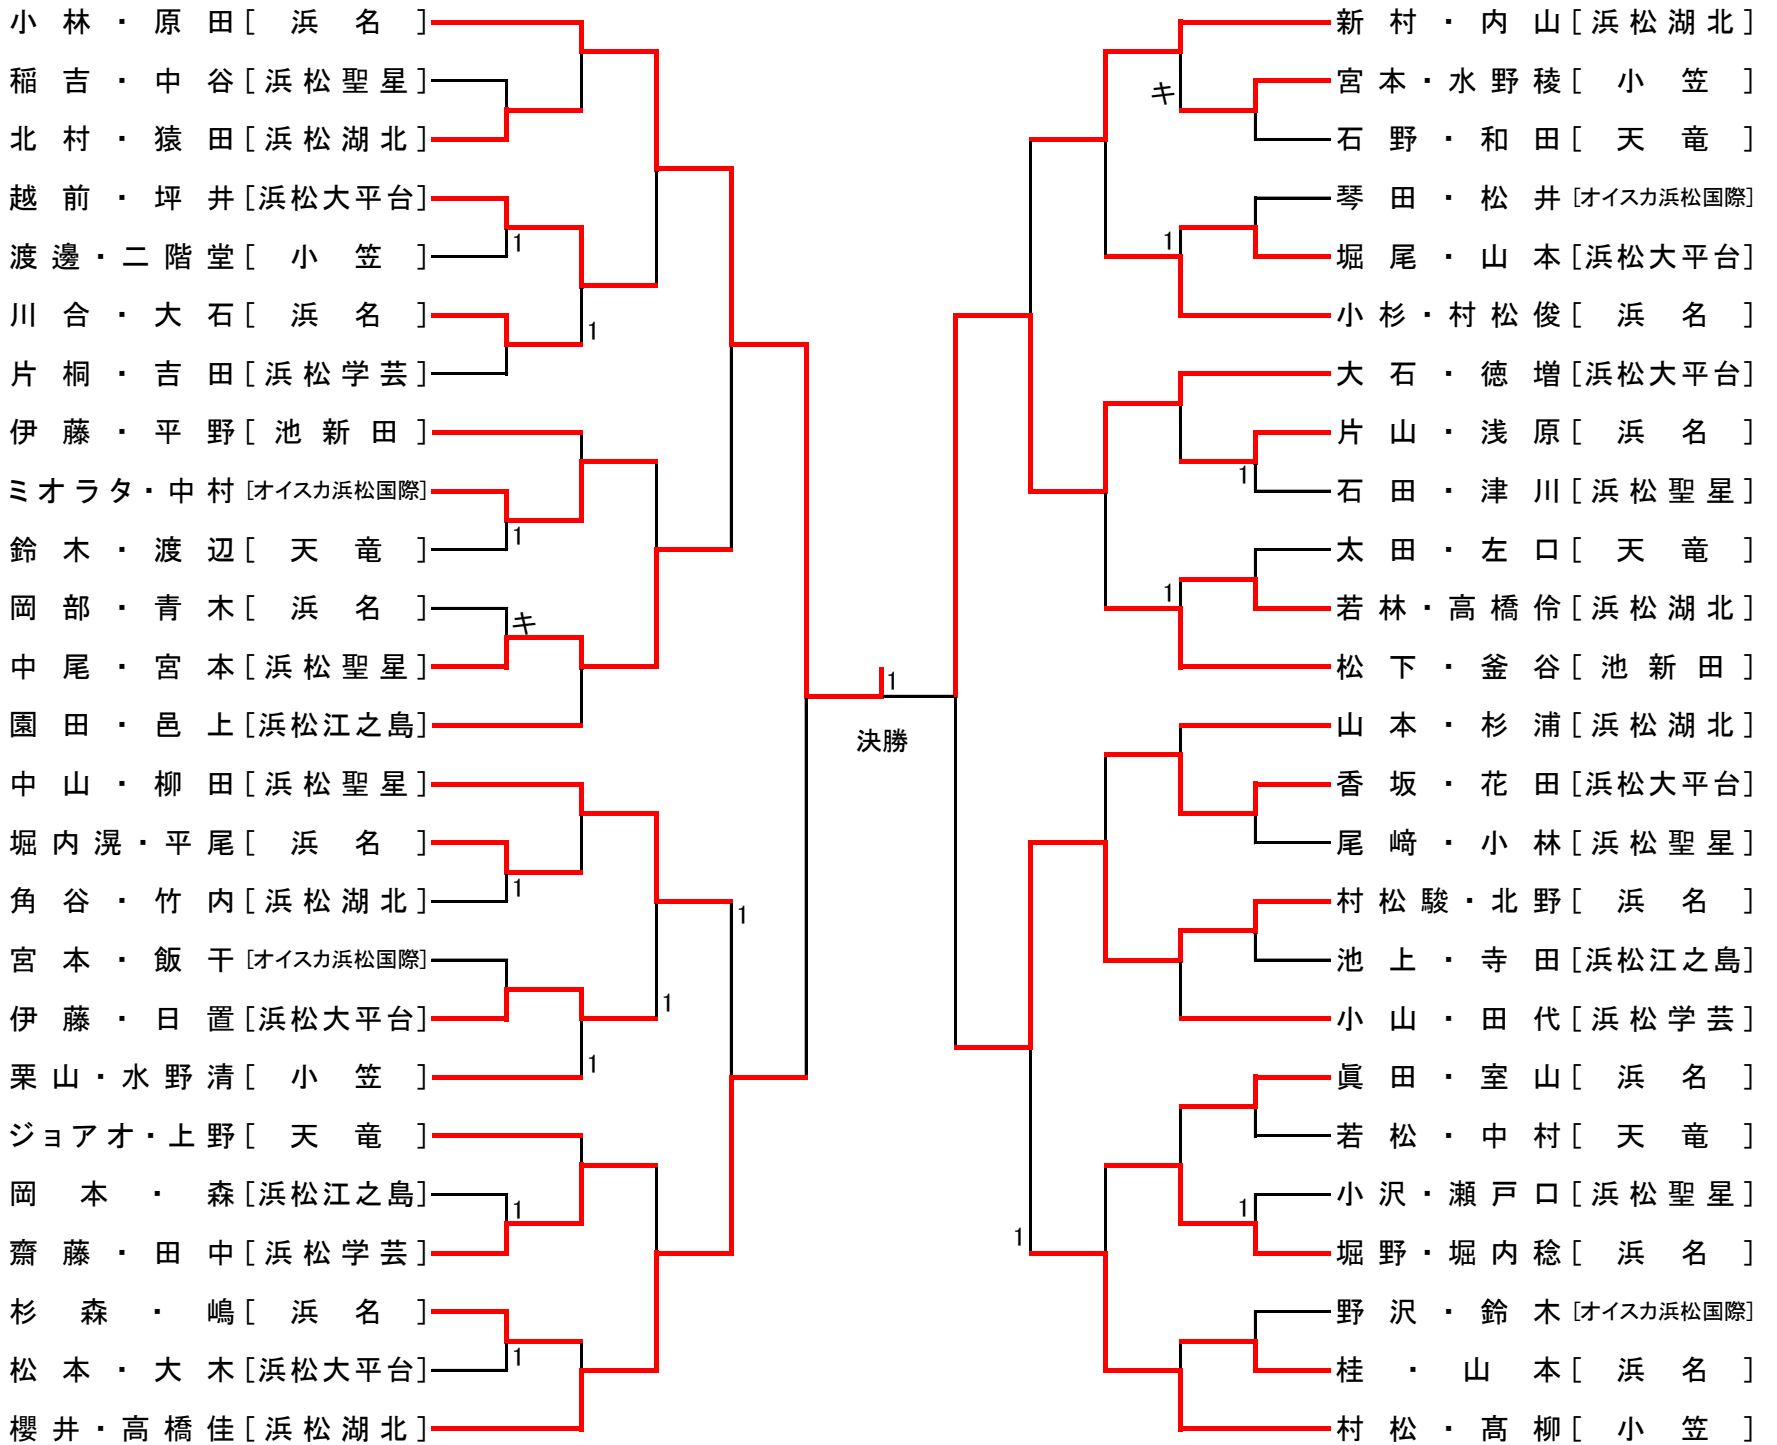 小林・原田[浜名]
稲吉・中谷[浜松聖星]
北村・猿田[浜松湖北]
越前・坪井[浜松大平台]
1
渡邊・二階堂[小笠]
川合・大石[浜名]
1
片桐・吉田[浜松学芸]
伊藤・平野[池新田]
ミオラタ・中村[オイスカ浜松国際]
1
鈴木・渡辺[天竜]
岡部・青木[浜名]
キ
中尾・宮本[浜松聖星]
園田・邑上[浜松江之島]
中山・柳田[浜松聖星]
堀内滉・平尾[浜名]
1
角谷・竹内[浜松湖北]
1
宮本・飯干[オイスカ浜松国際]
1
伊藤・日置[浜松大平台]
1
栗山・水野清[小笠]
ジョアオ・上野[天竜]
岡本・森[浜松江之島]
1
齋藤・田中[浜松学芸]
杉森・嶋[浜名]
1
松本・大木[浜松大平台]
櫻井・高橋佳[浜松湖北]
1
決勝
新村・内山[浜松湖北]
キ
宮本・水野稜[小笠]
石野・和田[天竜]
琴田・松井[オイスカ浜松国際]
1
堀尾・山本[浜松大平台]
小杉・村松俊[浜名]
大石・徳増[浜松大平台]
片山・浅原[浜名]
1
石田・津川[浜松聖星]
太田・左口[天竜]
1
若林・高橋伶[浜松湖北]
松下・釜谷[池新田]
山本・杉浦[浜松湖北]
香坂・花田[浜松大平台]
尾﨑・小林[浜松聖星]
村松駿・北野[浜名]
池上・寺田[浜松江之島]
小山・田代[浜松学芸]
眞田・室山[浜名]
若松・中村[天竜]
小沢・瀬戸口[浜松聖星]
1
1
堀野・堀内稔[浜名]
野沢・鈴木[オイスカ浜松国際]
桂・山本[浜名]
村松・髙柳[小笠]